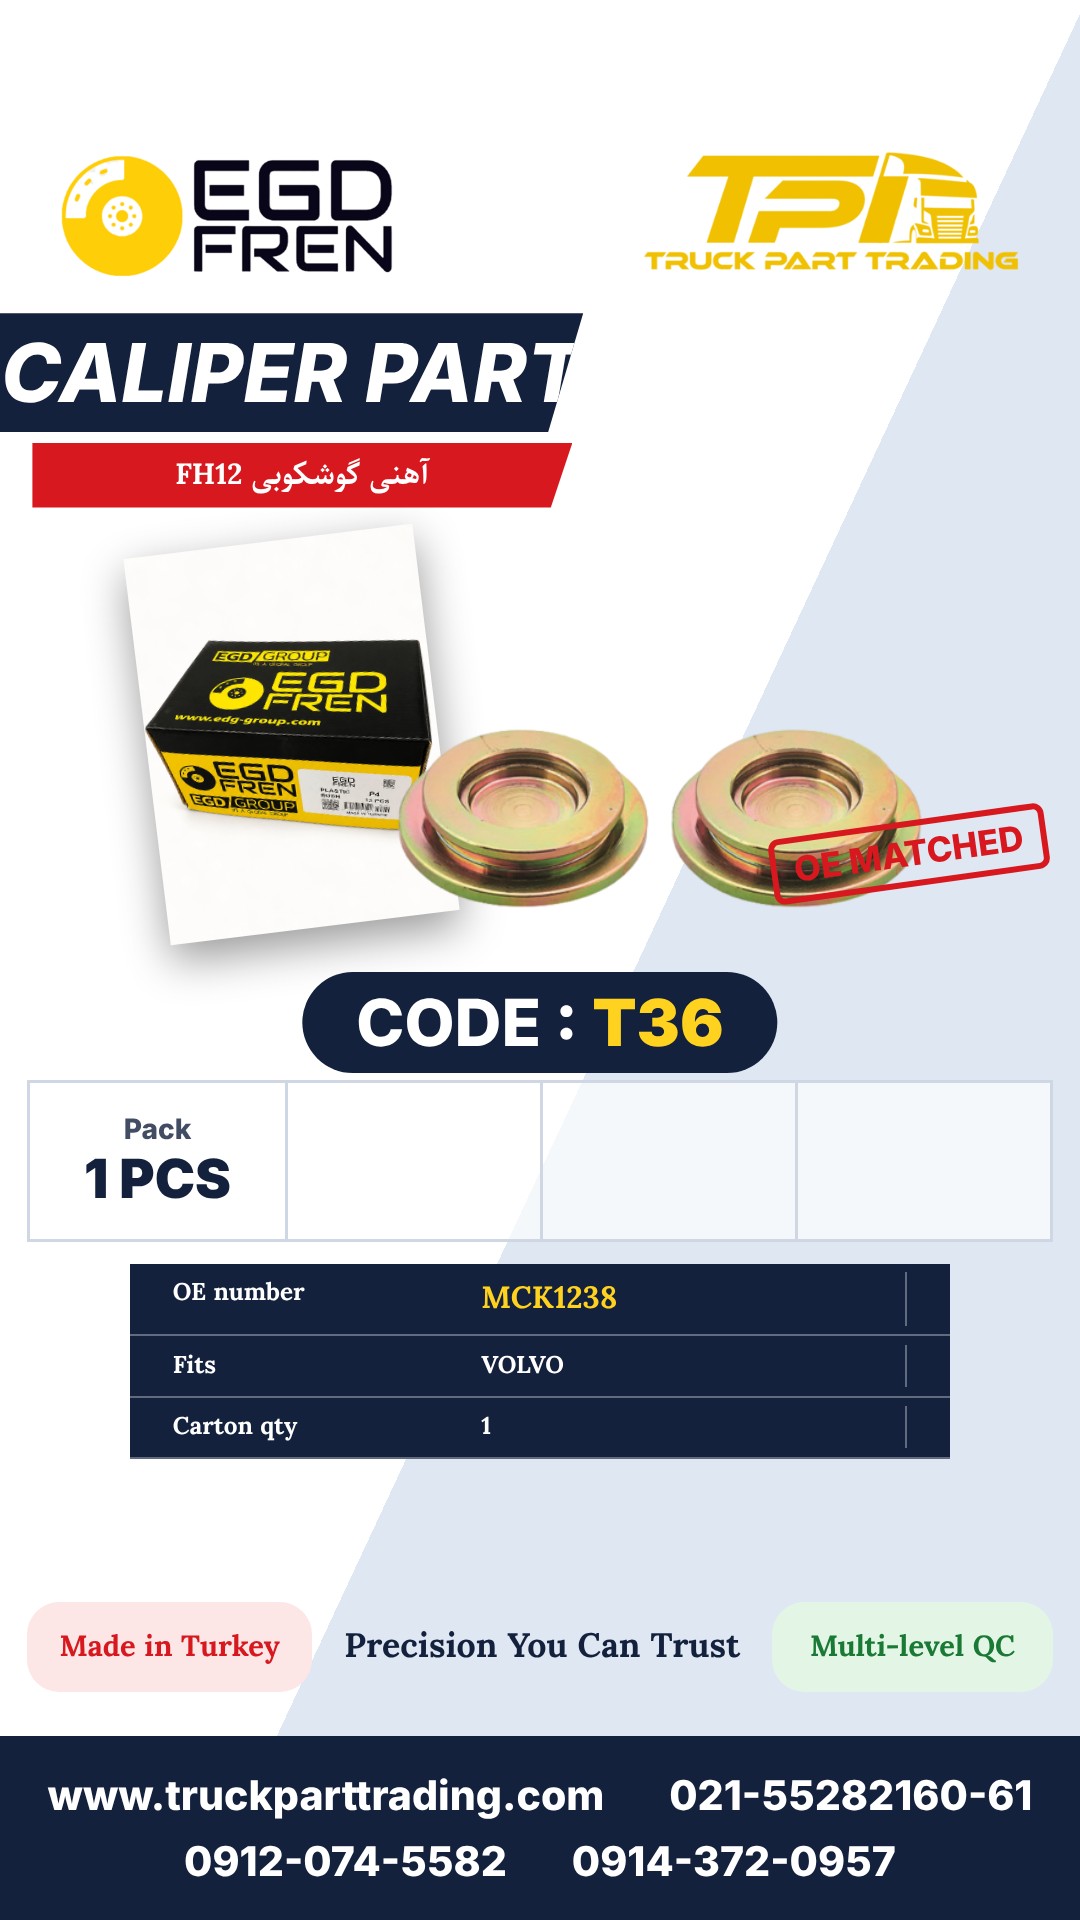 EGD
FREN
TPI
TRUCK PART TRADING
CALIPER PART
آهنی گوشکوبی FH12
EGD GROUP
EGD
FREN
www.edg-group.com
EGD
FREN
EGD GROUP
EGD
FREN
P4
OE MATCHED
CODE : T36
Pack
1 PCS
OE number MCK1238
Fits VOLVO
Carton qty 1
Made in Turkey
Precision You Can Trust
Multi-level QC
www.truckparttrading.com 021-55282160-61
0912-074-5582 0914-372-0957